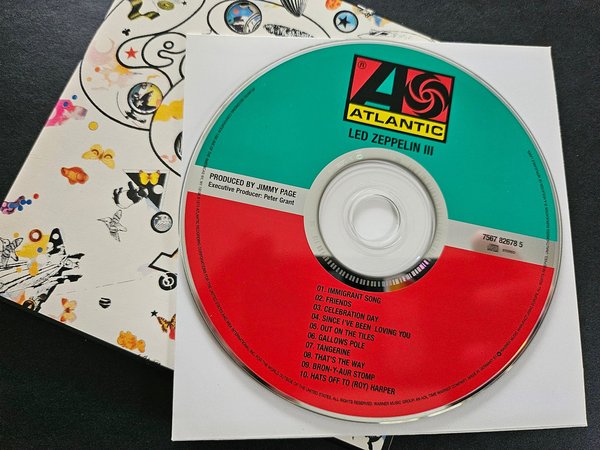 ®
ATLANTIC
LED ZEPPELIN III
PRODUCED BY JIMMY PAGE
Executive Producer: Peter Grant
7567 82678 5
STEREO
01. IMMIGRANT SONG
02. FRIENDS
03. CELEBRATION DAY
04. SINCE I'VE BEEN LOVING YOU
05. OUT ON THE TILES
06. GALLOWS POLE
07. TANGERINE
08. THAT'S THE WAY
09. BRON-Y-AUR STOMP
10. HATS OFF TO (ROY) HARPER